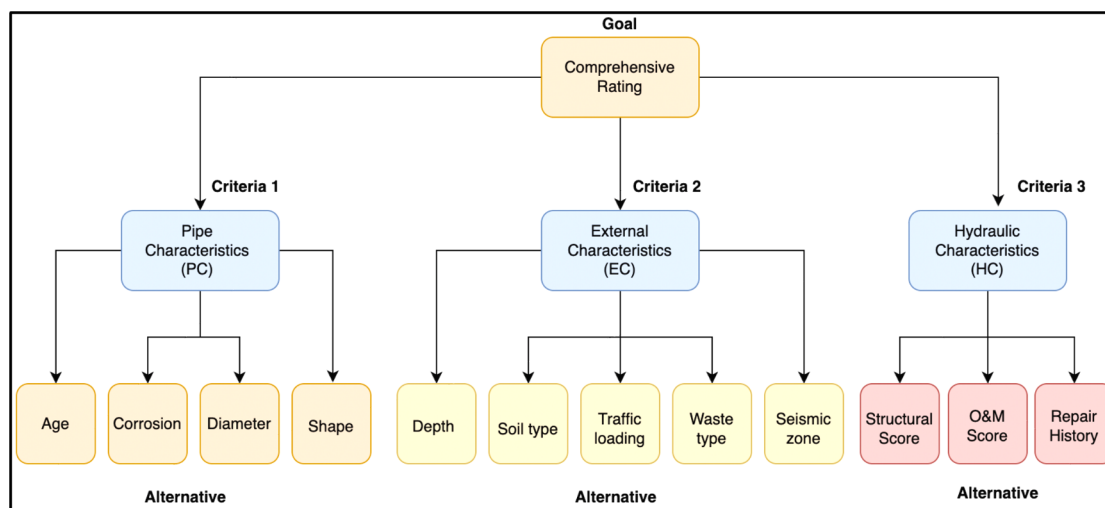 Goal
Comprehensive
Rating
Criteria 1
Criteria 2
Criteria 3
Pipe
Characteristics
(PC)
External
Characteristics
(EC)
Hydraulic
Characteristics
(HC)
Age
Corrosion
Diameter
Shape
Depth
Soil type
Traffic
loading
Waste
type
Seismic
zone
Structural
Score
O&M
Score
Repair
History
Alternative
Alternative
Alternative